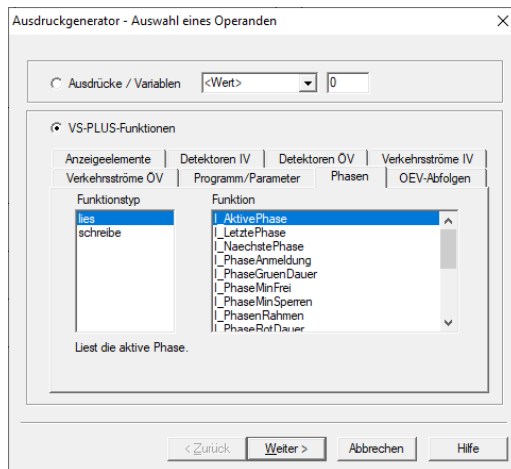 Ausdruckgenerator - Auswahl eines Operanden
Ausdrücke / Variablen <Wert> 0
VS-PLUS-Funktionen
Anzeigeelemente Detektoren IV Detektoren ÖV Verkehrsströme IV
Verkehrsströme ÖV Programm/Parameter Phasen OEV-Abfolgen
Funktionstyp Funktion
lies l_AktivePhase
schreibe l_LetztePhase
l_NaechstePhase
l_PhaseAnmeldung
l_PhaseGruenDauer
l_PhaseMinFrei
l_PhaseMinSperren
l_PhasenRahmen
l_PhaseRotDauer
Liest die aktive Phase.
< Zurück Weiter > Abbrechen Hilfe